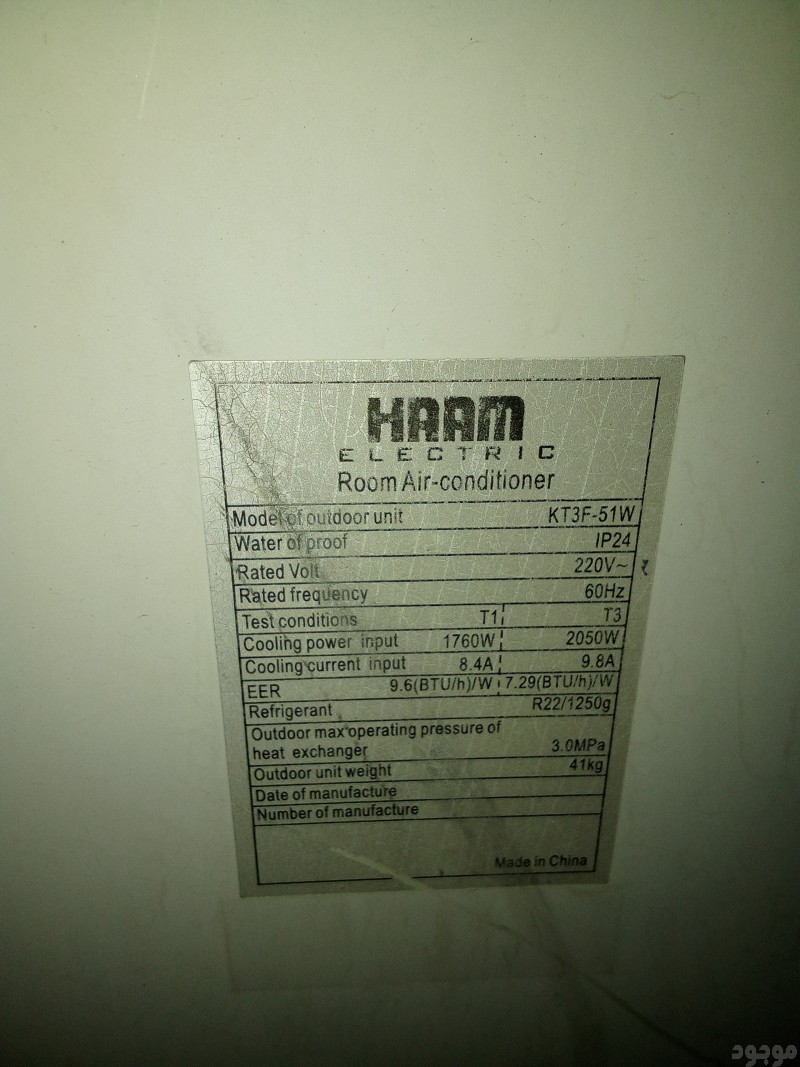 HAAM
ELECTRIC
Room Air-conditioner
Model of outdoor unit KT3F-51W
Water of proof IP24
Rated Volt 220V~
Rated frequency 60Hz
Test conditions T1 T3
Cooling power input 1760W 2050W
Cooling current input 8.4A 9.8A
EER 9.6(BTU/h)/W 7.29(BTU/h)/W
Refrigerant R22/1250g
Outdoor max operating pressure of
heat exchanger 3.0MPa
Outdoor unit weight 41kg
Date of manufacture
Number of manufacture
Made in China
موجود